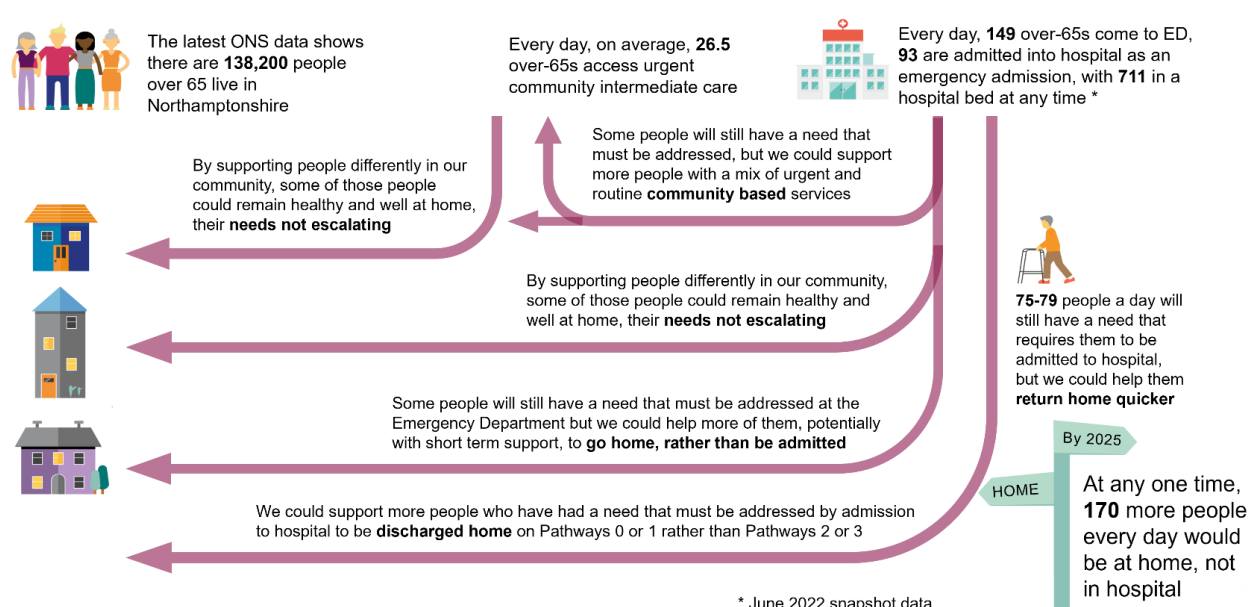 The latest ONS data shows
there are 138,200 people
over 65 live in
Northamptonshire
Every day, on average, 26.5
over-65s access urgent
community intermediate care
Every day, 149 over-65s come to ED,
93 are admitted into hospital as an
emergency admission, with 711 in a
hospital bed at any time *
By supporting people differently in our
community, some of those people
could remain healthy and well at home,
their needs not escalating
Some people will still have a need that
must be addressed, but we could support
more people with a mix of urgent and
routine community based services
By supporting people differently in our community,
some of those people could remain healthy and
well at home, their needs not escalating
75-79 people a day will
still have a need that
requires them to be
admitted to hospital,
but we could help them
return home quicker
Some people will still have a need that must be addressed at the
Emergency Department but we could help more of them, potentially
with short term support, to go home, rather than be admitted
We could support more people who have had a need that must be addressed by admission
to hospital to be discharged home on Pathways 0 or 1 rather than Pathways 2 or 3
By 2025
HOME
At any one time,
170 more people
every day would
be at home, not
in hospital
* June 2022 snapshot data